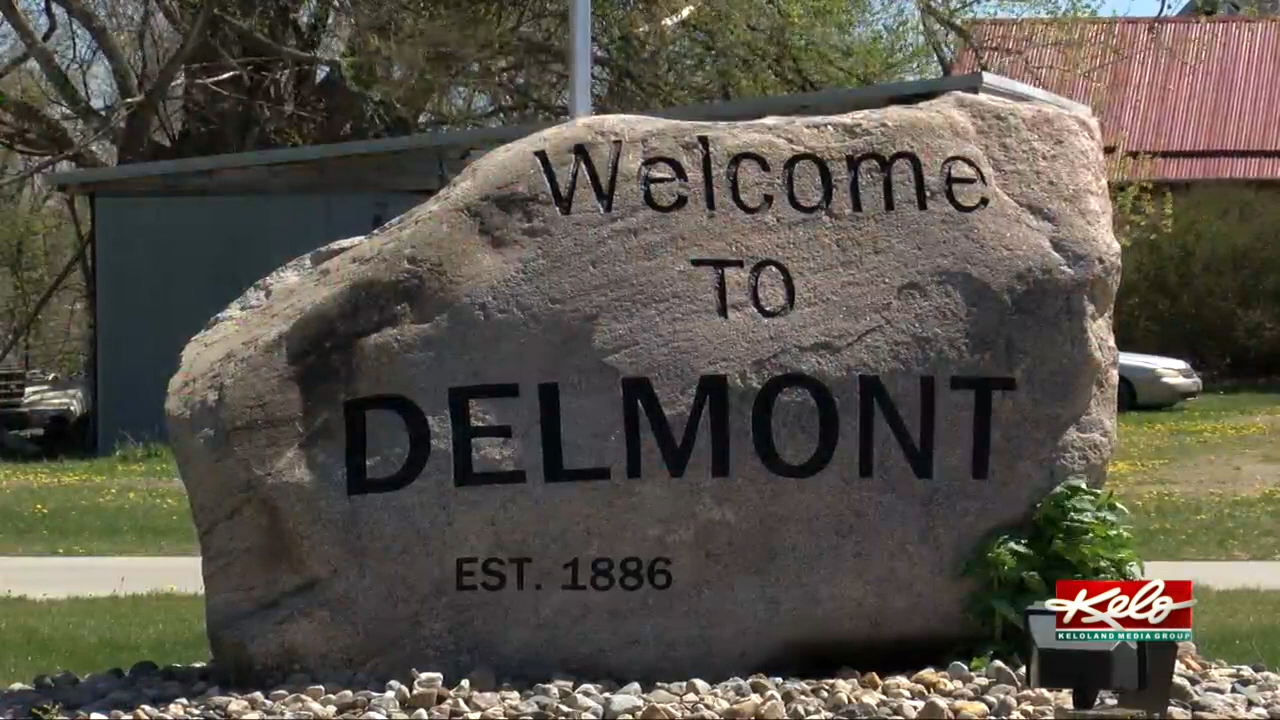 Welcome
TO
DELMONT
EST. 1886
Kelo
KELOLAND MEDIA GROUP